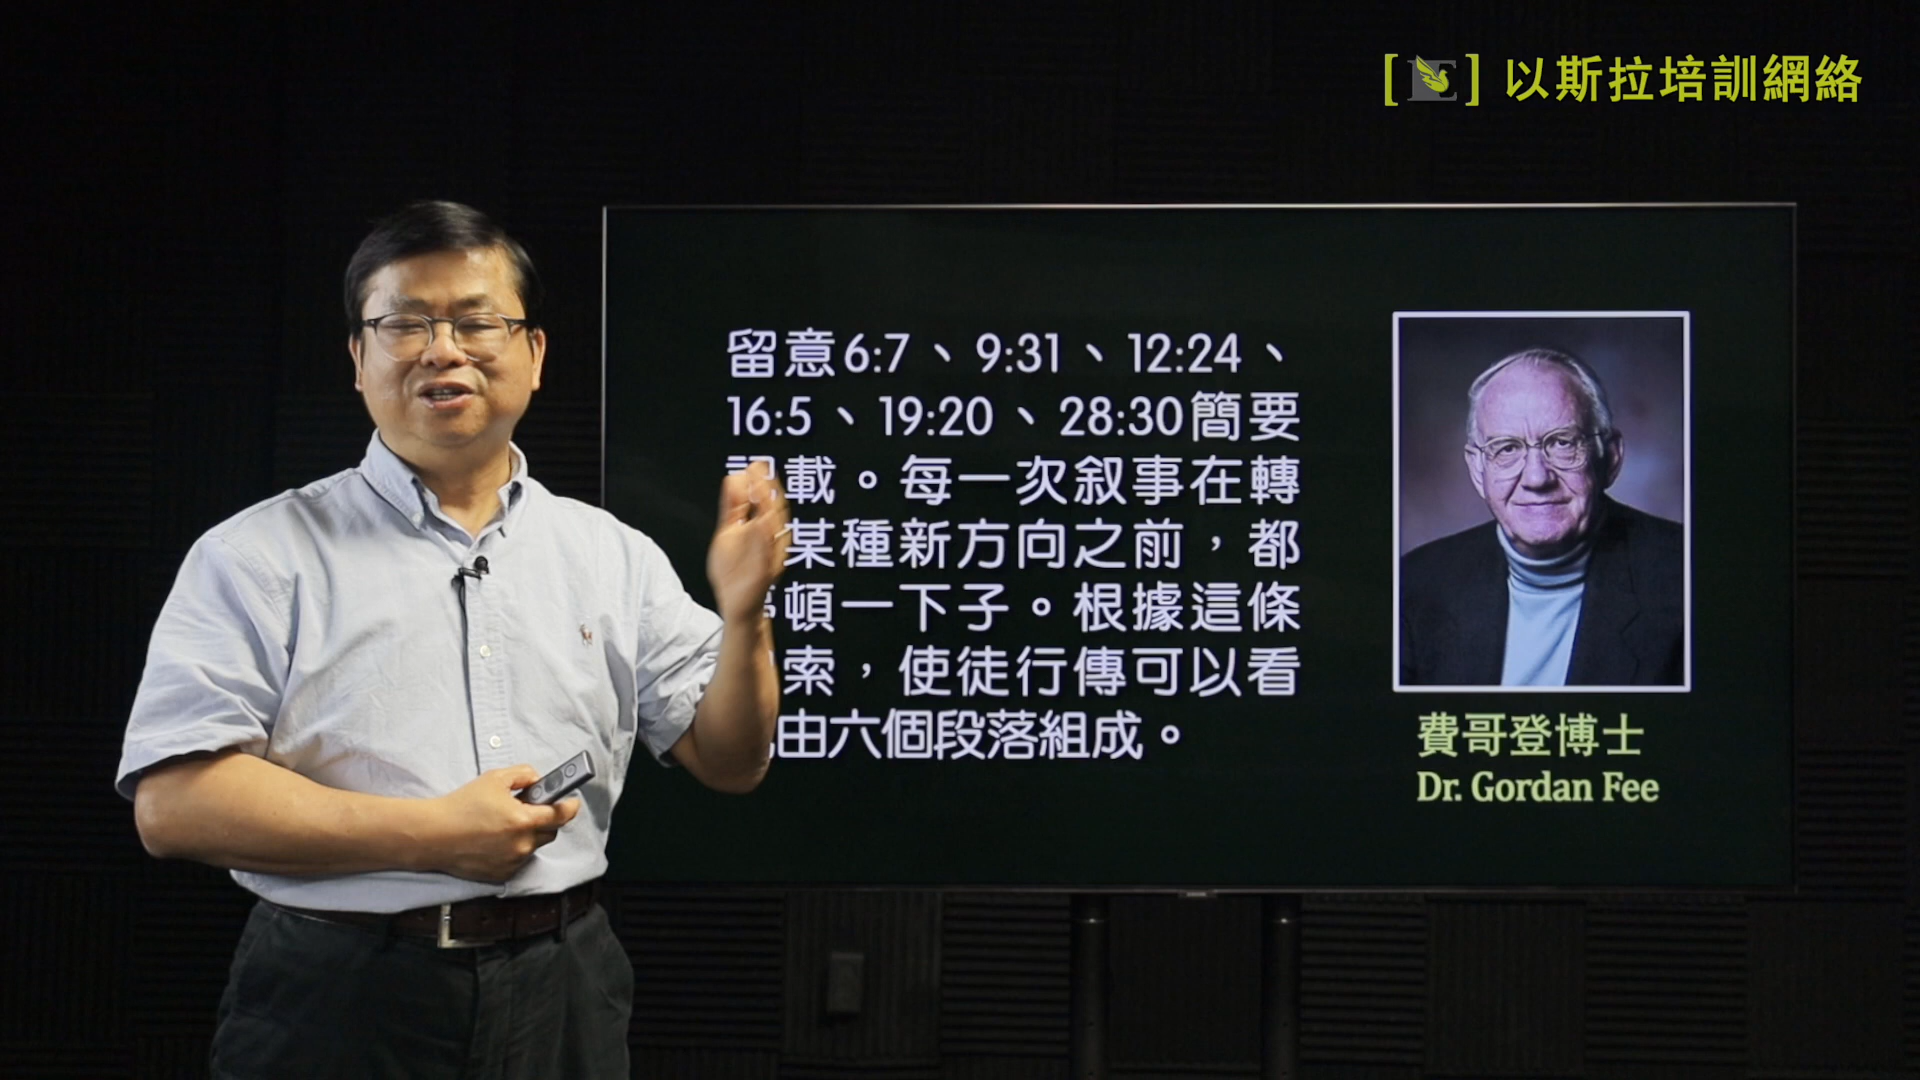 以斯拉培訓網絡
留意6:7、9:31、12:24、
16:5、19:20、28:30簡要
載。每一次叙事在轉
某種新方向之前，都
頓一下子。根據這條
索，使徒行傳可以看
由六個段落組成。
費哥登博士
Dr. Gordan Fee